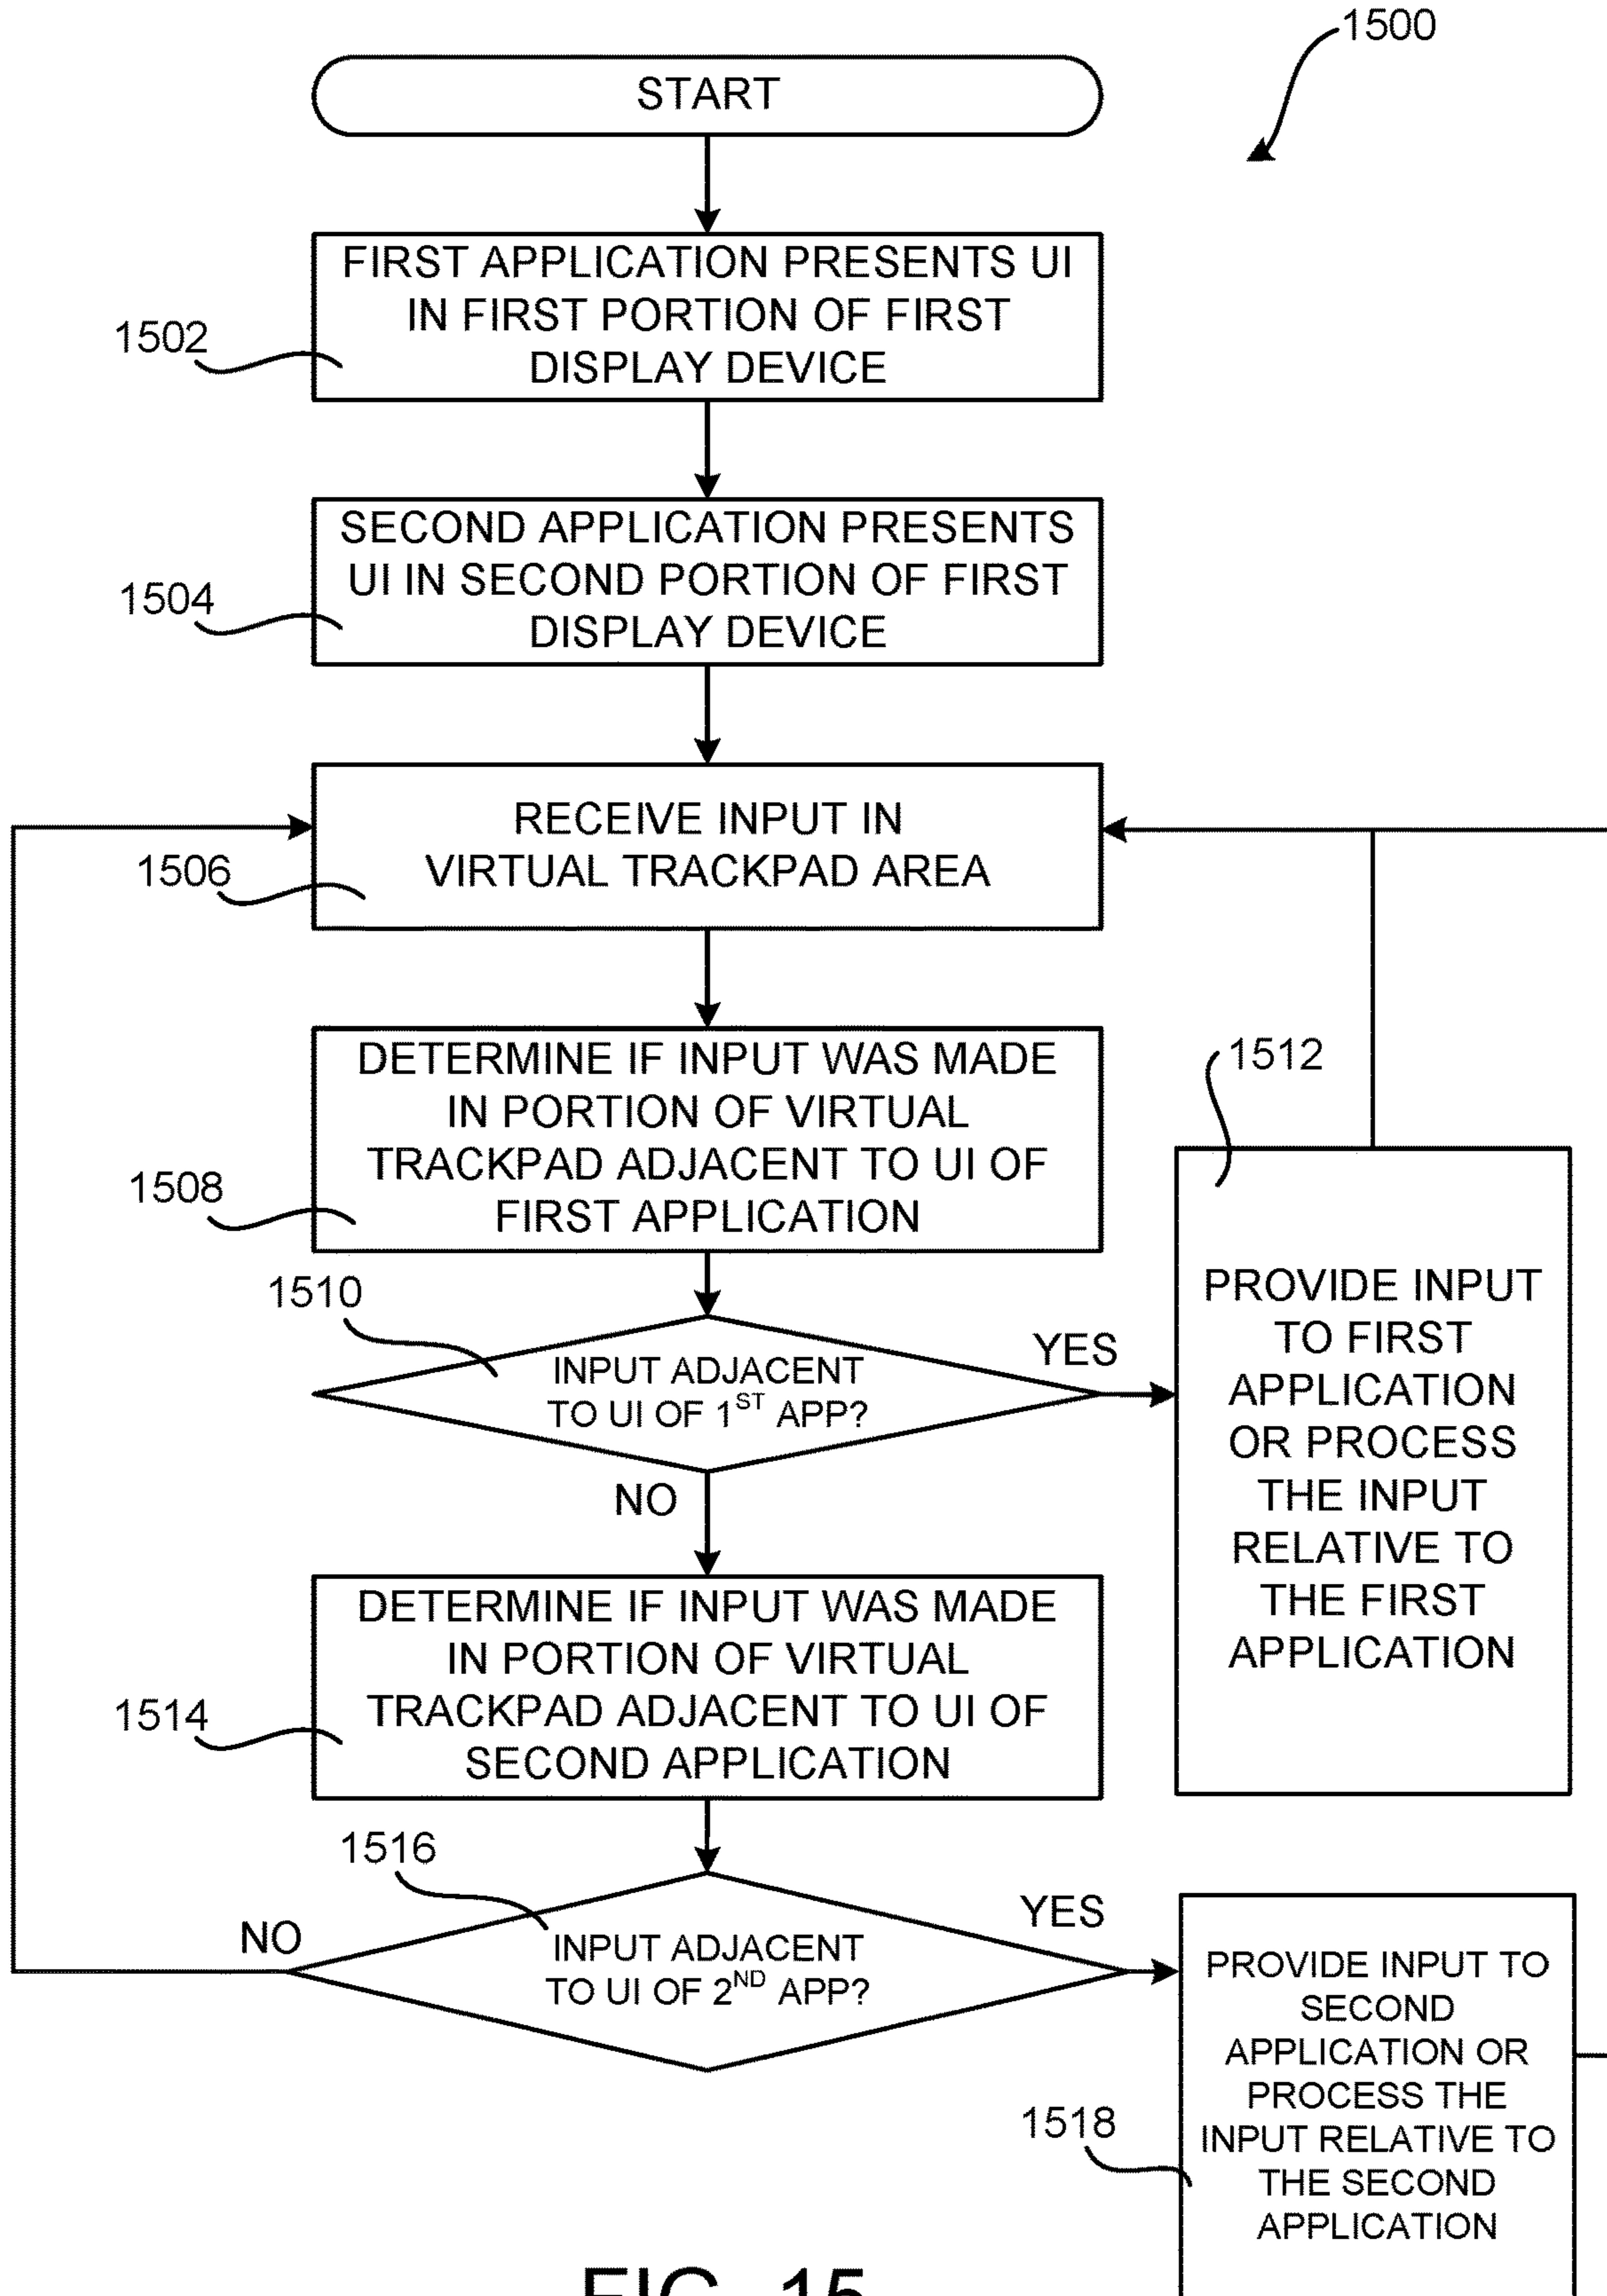 1500
START
FIRST APPLICATION PRESENTS UI
IN FIRST PORTION OF FIRST
DISPLAY DEVICE
1502
SECOND APPLICATION PRESENTS
UI IN SECOND PORTION OF FIRST
DISPLAY DEVICE
1504
RECEIVE INPUT IN
VIRTUAL TRACKPAD AREA
1506
DETERMINE IF INPUT WAS MADE
IN PORTION OF VIRTUAL
TRACKPAD ADJACENT TO UI OF
FIRST APPLICATION
1508
1510
INPUT ADJACENT
TO UI OF 1ST APP?
YES
NO
1512
PROVIDE INPUT
TO FIRST
APPLICATION
OR PROCESS
THE INPUT
RELATIVE TO
THE FIRST
APPLICATION
DETERMINE IF INPUT WAS MADE
IN PORTION OF VIRTUAL
TRACKPAD ADJACENT TO UI OF
SECOND APPLICATION
1514
1516
INPUT ADJACENT
TO UI OF 2ND APP?
NO
YES
PROVIDE INPUT TO
SECOND
APPLICATION OR
PROCESS THE
INPUT RELATIVE TO
THE SECOND
APPLICATION
1518
FIG. 15